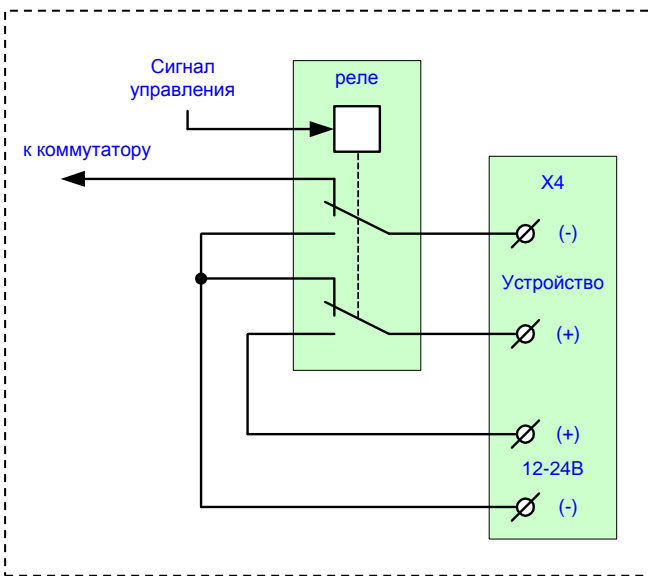 Сигнал
управления
реле
к коммутатору
X4
(-)
Устройство
(+)
(+)
12-24В
(-)